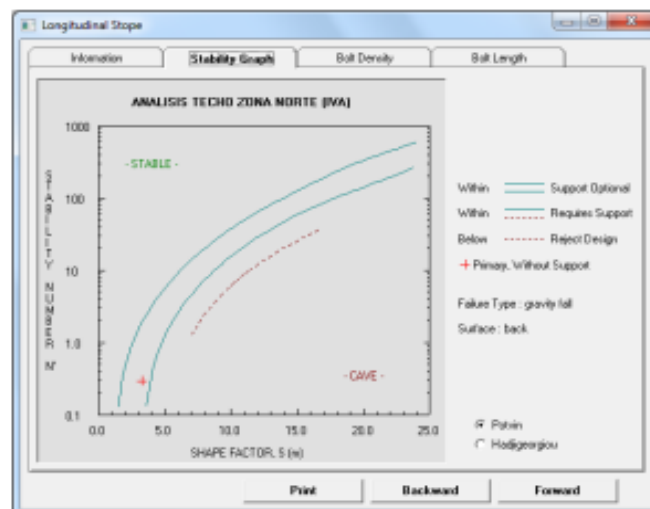 Longitudinal Stope
Information
Stability Graph
Bolt Density
Bolt Length
ANALISIS TECHO ZONA NORTE (IVA)
STABILITY NUMBER N'
1000
100
10
1.0
0.1
- STABLE -
- CAVE -
0.0 5.0 10.0 15.0 20.0 25.0
SHAPE FACTOR, S (m)
Within Support Optional
Within Requires Support
Below Reject Design
Primary, Without Support
Failure Type : gravity fall
Surface : back
Potvin
Hadjigeorgiou
Print
Backward
Forward